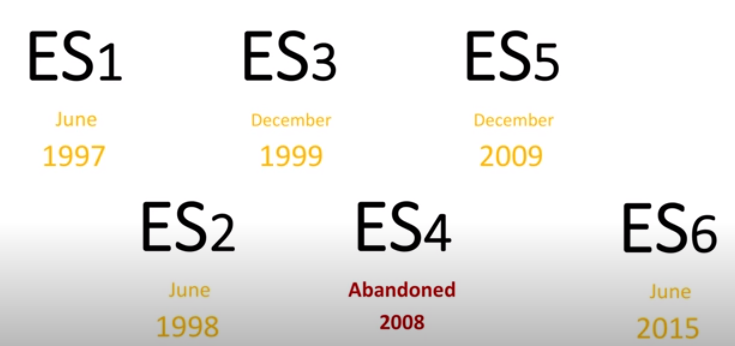 ES1
June
1997
ES3
December
1999
ES5
December
2009
ES2
June
1998
ES4
Abandoned
2008
ES6
June
2015